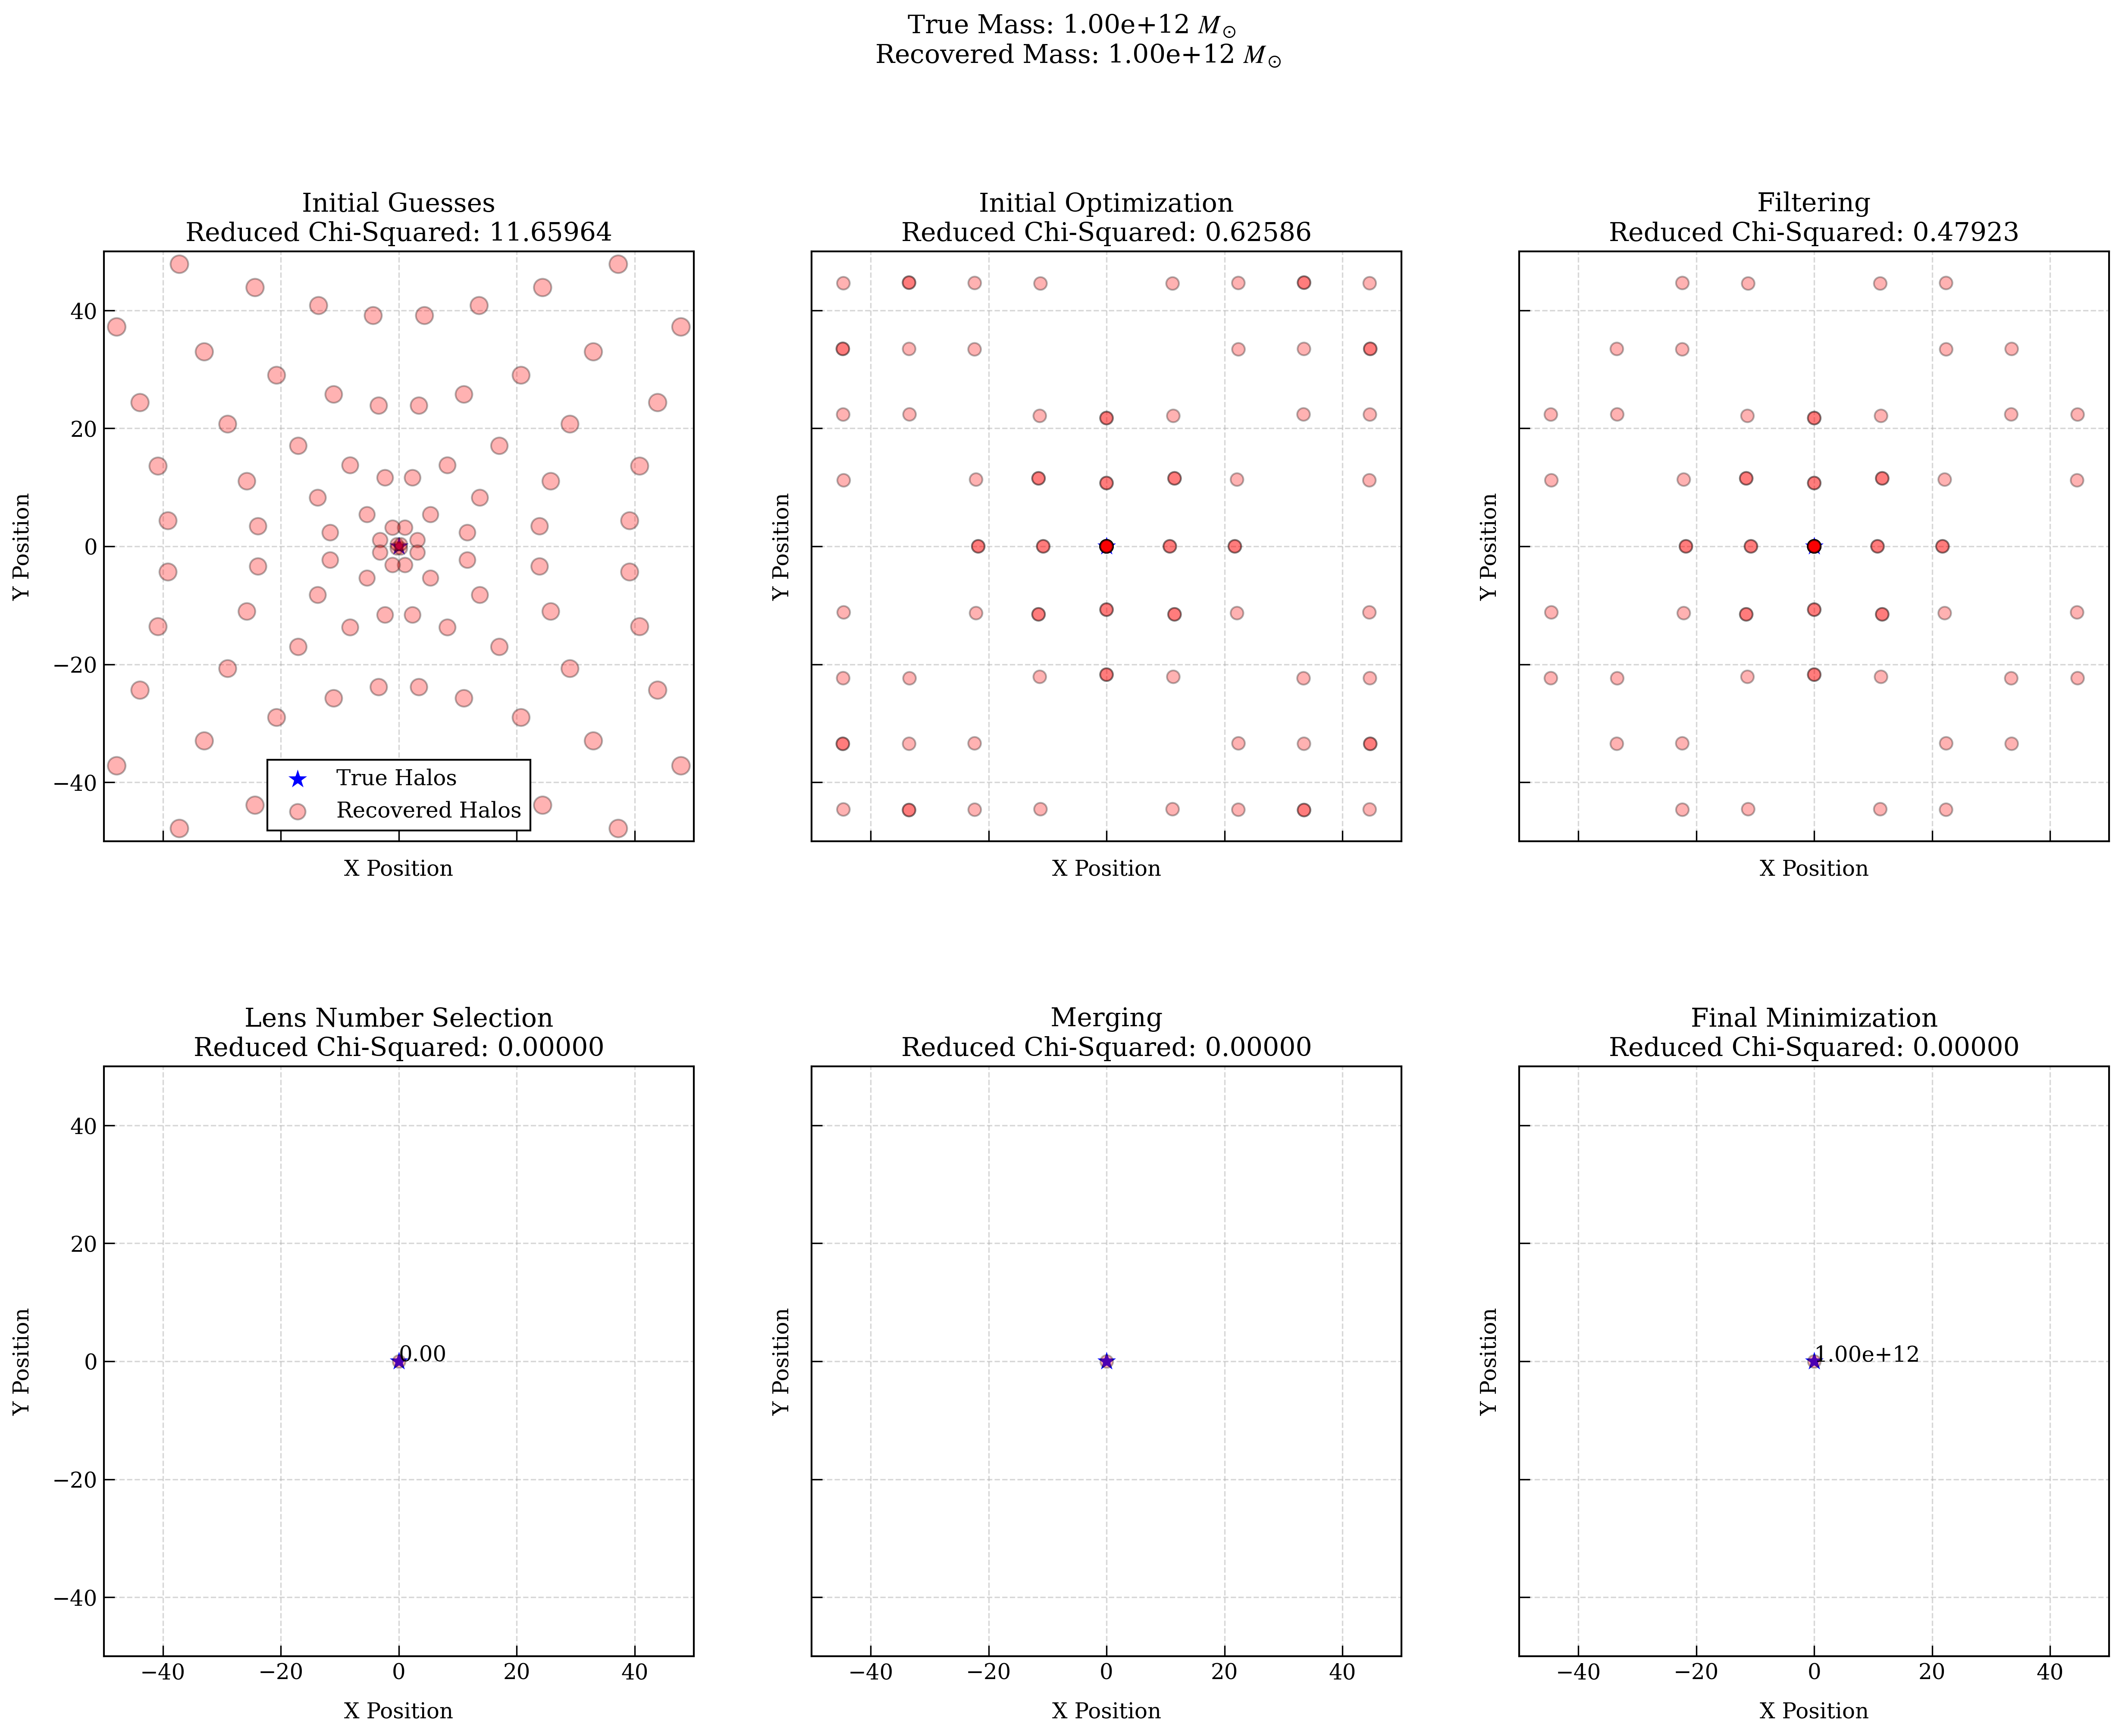 True Mass: 1.00e+12 M⊙
Recovered Mass: 1.00e+12 M⊙
Initial Guesses
Reduced Chi-Squared: 11.65964
Y Position
40
20
0
−20
−40
True Halos
Recovered Halos
X Position
Initial Optimization
Reduced Chi-Squared: 0.62586
Y Position
X Position
Filtering
Reduced Chi-Squared: 0.47923
Y Position
X Position
Lens Number Selection
Reduced Chi-Squared: 0.00000
Y Position
40
20
0
−20
−40
0.00
−40 −20 0 20 40
X Position
Merging
Reduced Chi-Squared: 0.00000
Y Position
−40 −20 0 20 40
X Position
Final Minimization
Reduced Chi-Squared: 0.00000
Y Position
1.00e+12
−40 −20 0 20 40
X Position